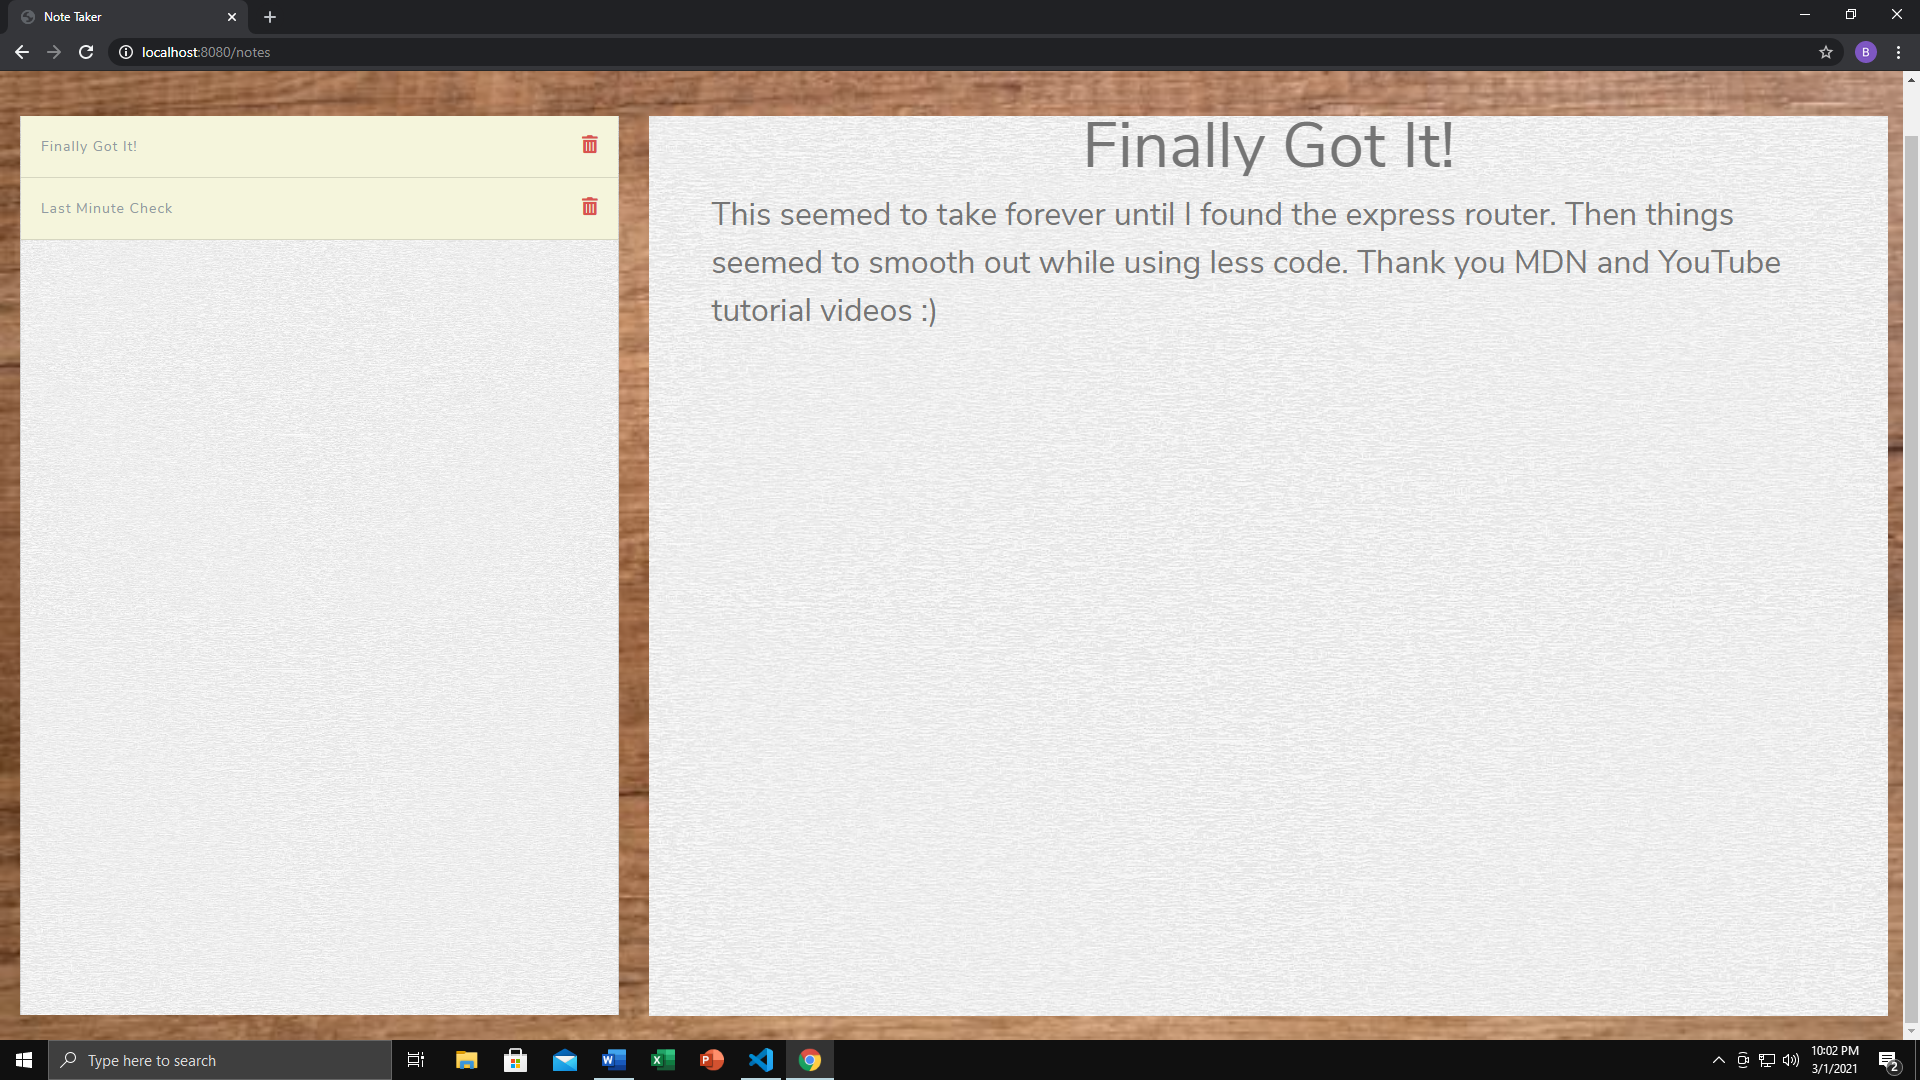 Note Taker
localhost:8080/notes
B
Finally Got It!
Last Minute Check
Finally Got It!
This seemed to take forever until I found the express router. Then things
seemed to smooth out while using less code. Thank you MDN and YouTube
tutorial videos :)
Type here to search
W
X
P
10:02 PM
3/1/2021
2